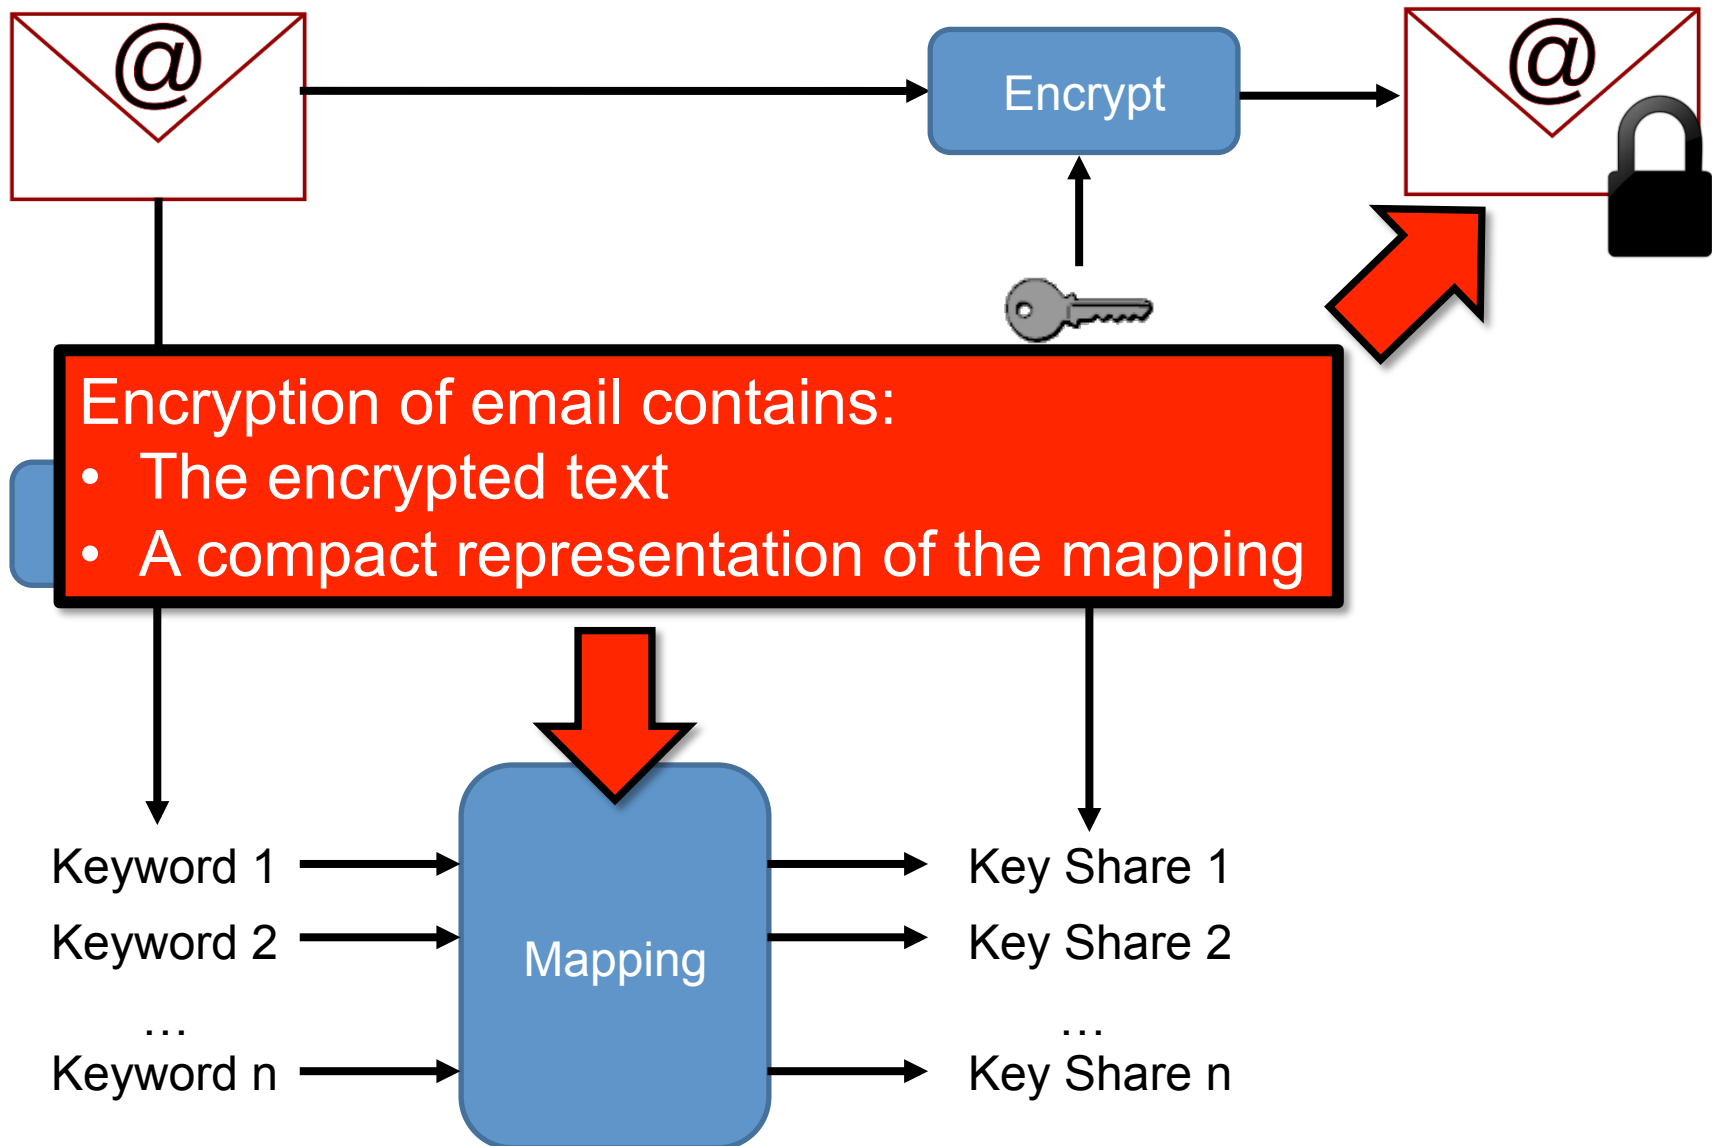 @
Encrypt
@
Encryption of email contains:
• The encrypted text
• A compact representation of the mapping
Keyword 1
Key Share 1
Keyword 2
Key Share 2
Mapping
…
…
Keyword n
Key Share n